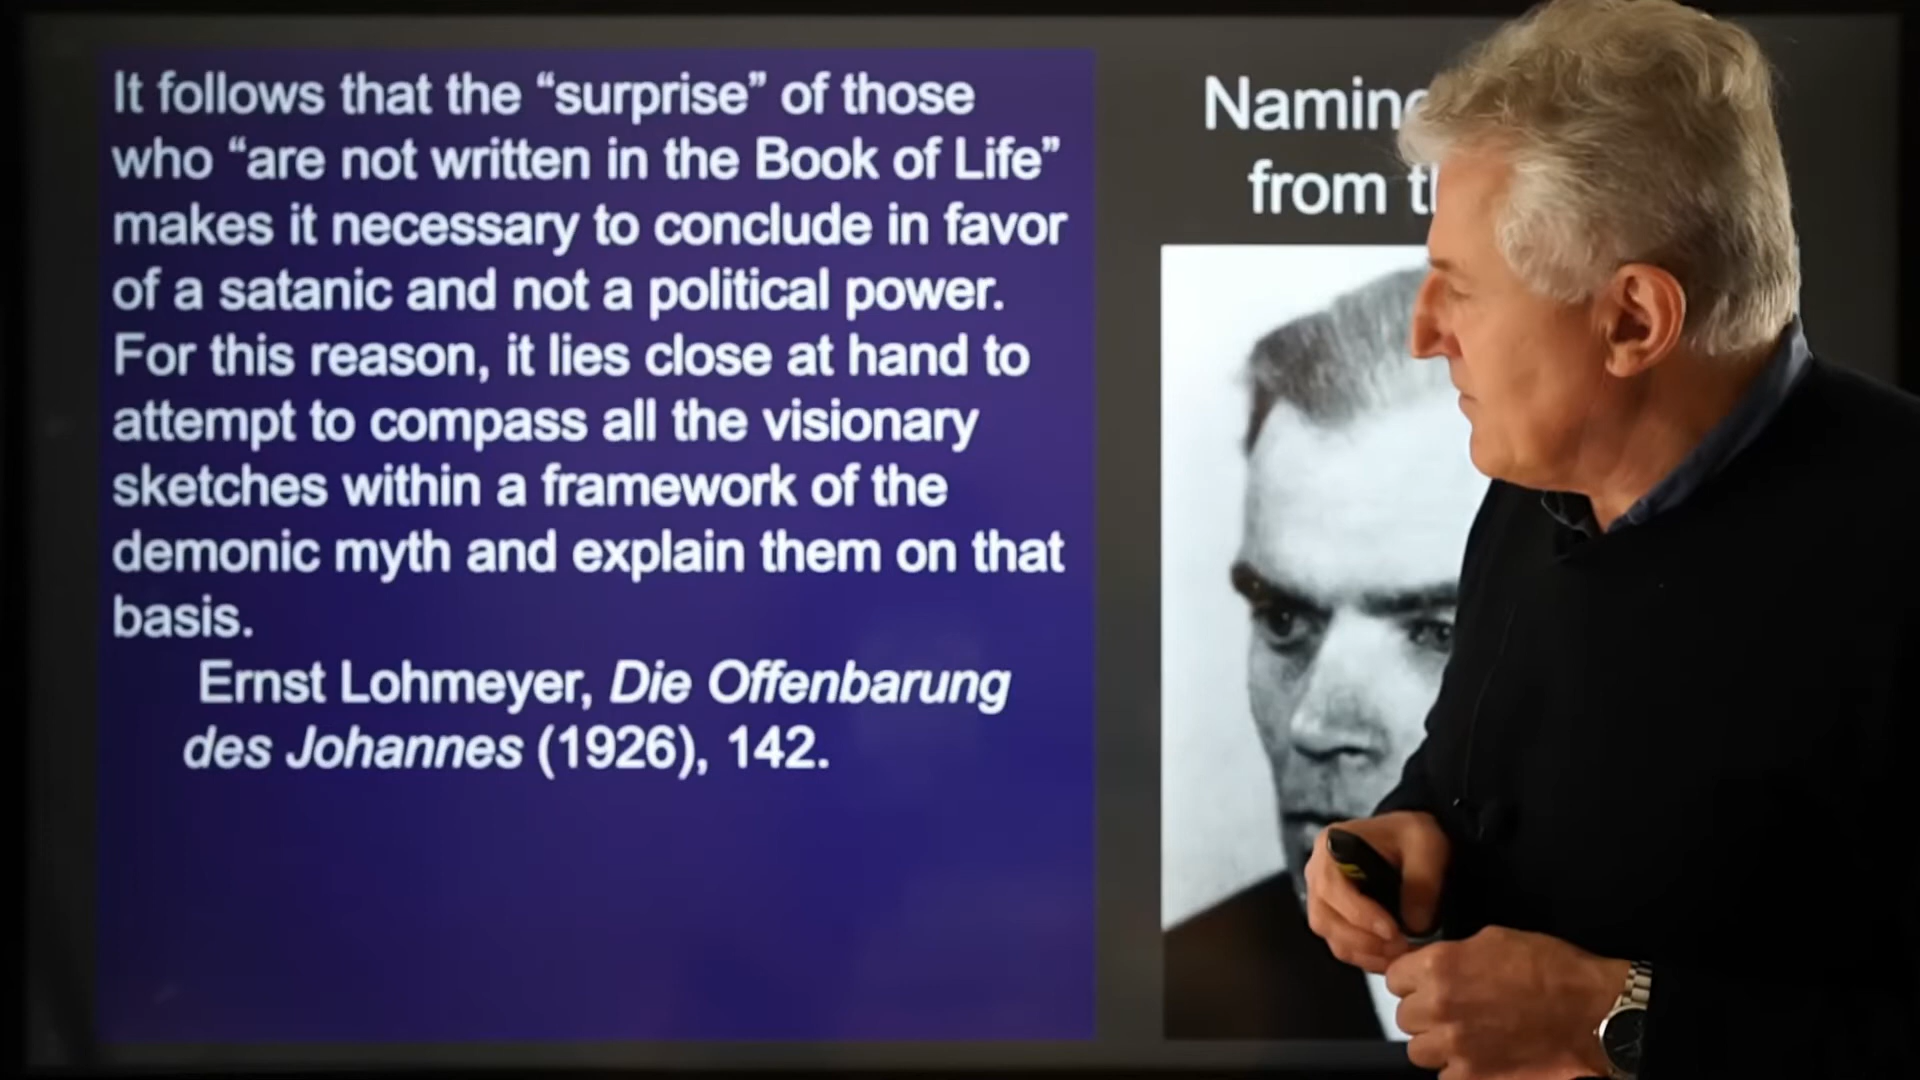 It follows that the “surprise” of those
who “are not written in the Book of Life”
makes it necessary to conclude in favor
of a satanic and not a political power.
For this reason, it lies close at hand to
attempt to compass all the visionary
sketches within a framework of the
demonic myth and explain them on that
basis.
Ernst Lohmeyer, Die Offenbarung
des Johannes (1926), 142.
from